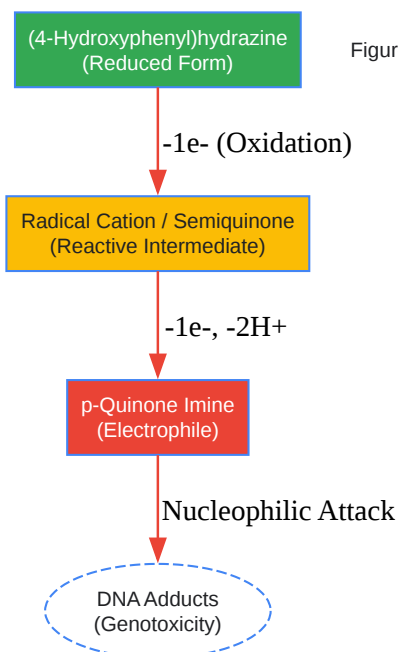 (4-Hydroxyphenyl)hydrazine
(Reduced Form)
Figur
-1e- (Oxidation)
Radical Cation / Semiquinone
(Reactive Intermediate)
-1e-, -2H+
p-Quinone Imine
(Electrophile)
Nucleophilic Attack
DNA Adducts
(Genotoxicity)